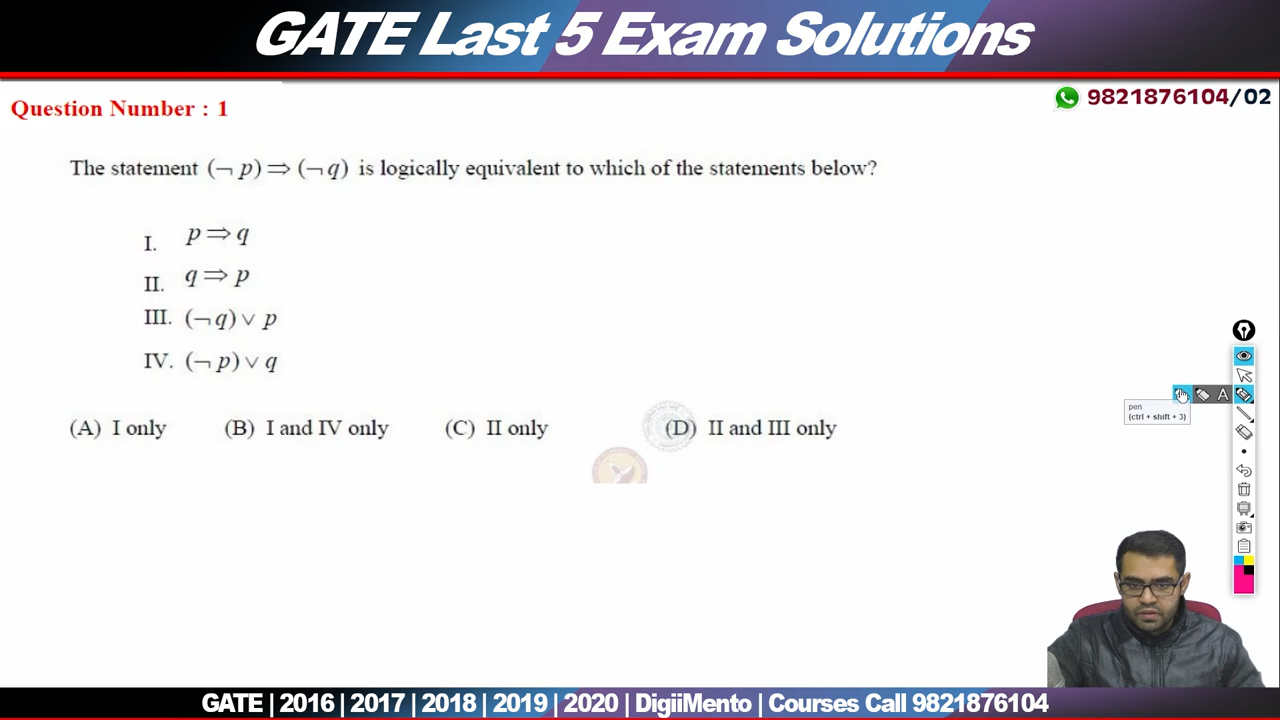 GATE Last 5 Exam Solutions
Question Number : 1
9821876104/02
The statement (¬ p) ⇒ (¬ q) is logically equivalent to which of the statements below?
I. p ⇒ q
II. q ⇒ p
III. (¬ q) ∨ p
IV. (¬ p) ∨ q
A
pen
(ctrl + shift + 3)
(A) I only (B) I and IV only (C) II only (D) II and III only
GATE | 2016 | 2017 | 2018 | 2019 | 2020 | DigiiMento | Courses Call 9821876104